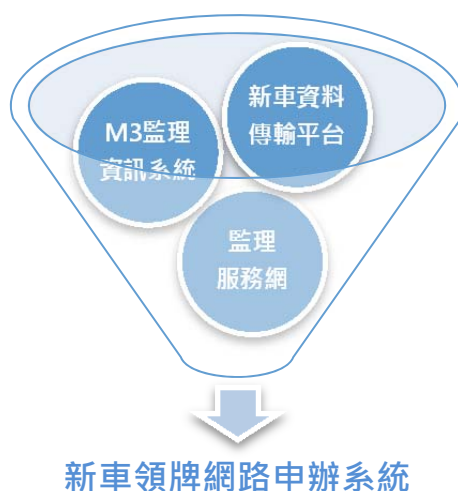 新車資料
傳輸平台
M3監理
資訊系統
監理
服務網
新車領牌網路申辦系統